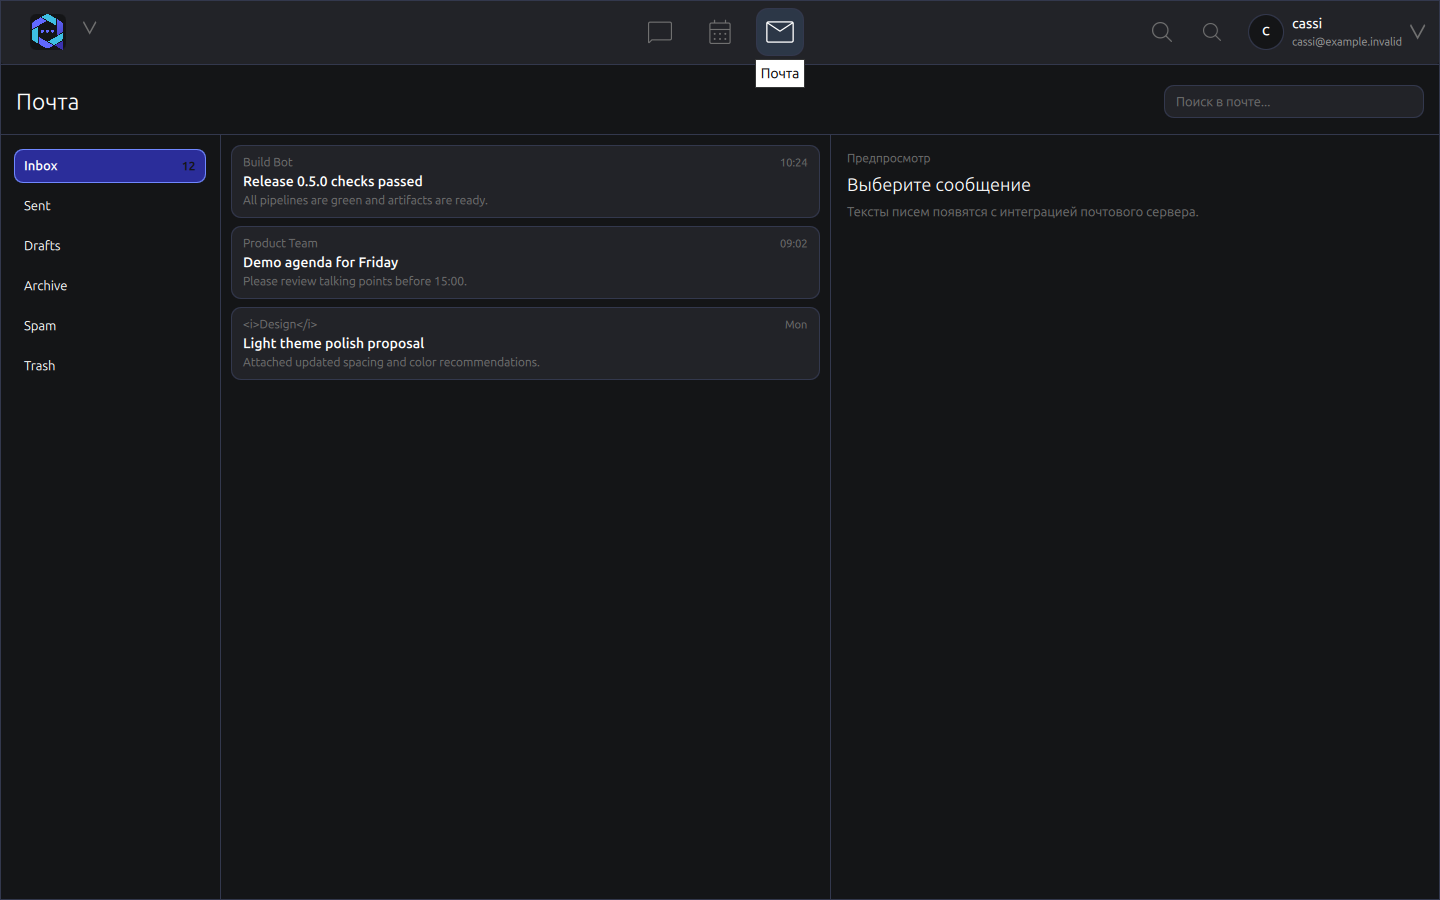 cassi
cassi@example.invalid
C
Почта
Почта
Поиск в почте...
Inbox 12
Sent
Drafts
Archive
Spam
Trash
Build Bot 10:24
Release 0.5.0 checks passed
All pipelines are green and artifacts are ready.
Product Team 09:02
Demo agenda for Friday
Please review talking points before 15:00.
<i>Design</i> Mon
Light theme polish proposal
Attached updated spacing and color recommendations.
Предпросмотр
Выберите сообщение
Тексты писем появятся с интеграцией почтового сервера.